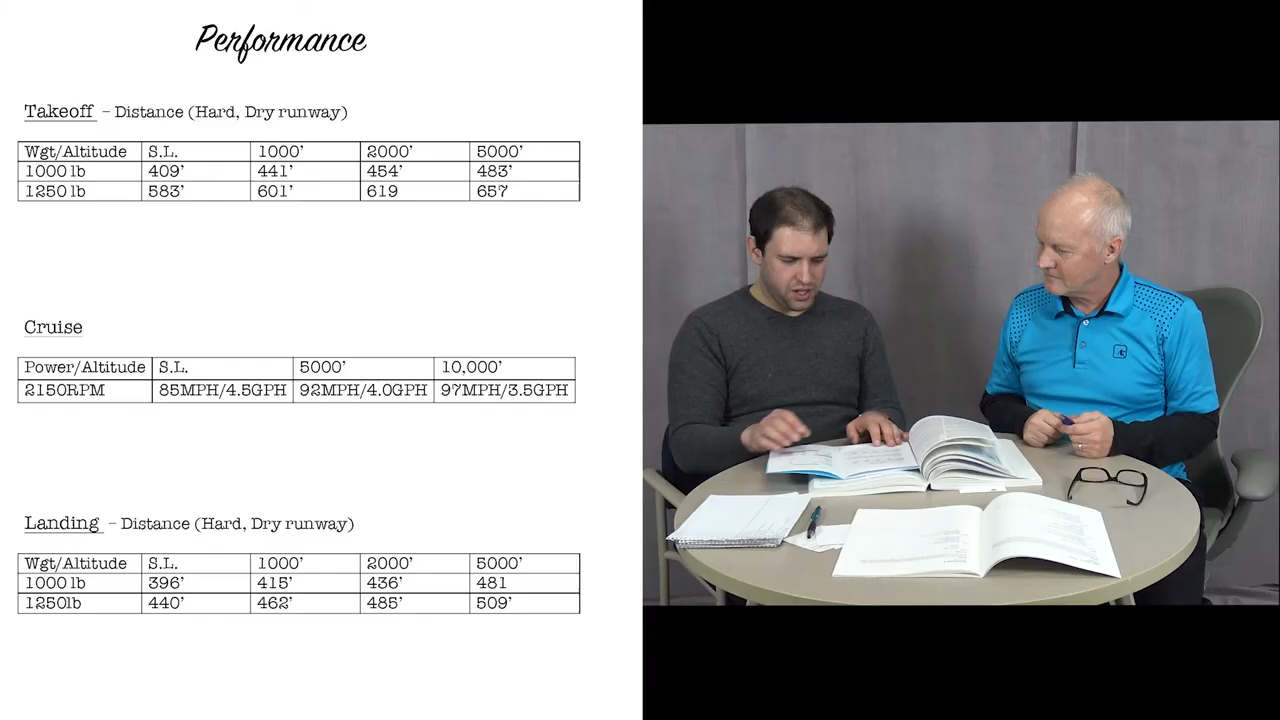 Performance
Takeoff – Distance (Hard, Dry runway)
Wgt/Altitude S.L. 1000' 2000' 5000'
1000 lb 409' 441' 454' 483'
1250 lb 583' 601' 619 657
Cruise
Power/Altitude S.L. 5000' 10,000'
2150RPM 85MPH/4.5GPH 92MPH/4.0GPH 97MPH/3.5GPH
Landing – Distance (Hard, Dry runway)
Wgt/Altitude S.L. 1000' 2000' 5000'
1000 lb 396' 415' 436' 481
1250lb 440' 462' 485' 509'